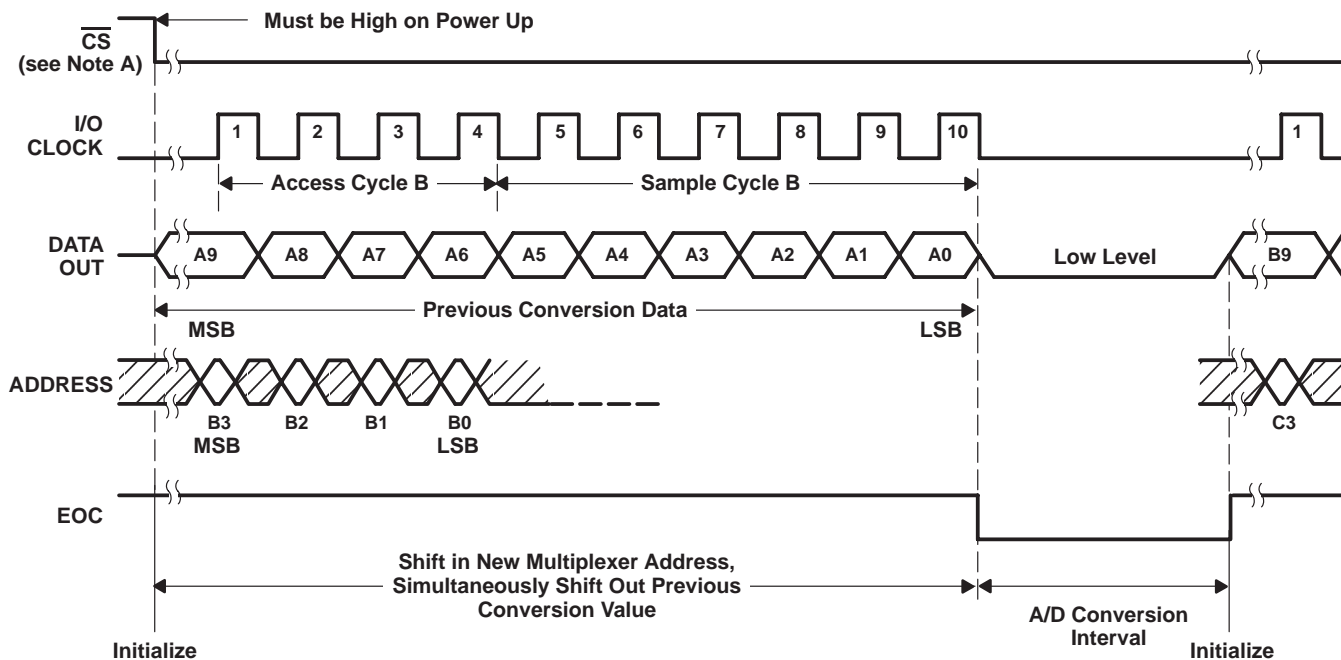 Must be High on Power Up
CS
(see Note A)
I/O
CLOCK
1 2 3 4 5 6 7 8 9 10 1
Access Cycle B
Sample Cycle B
DATA
OUT
A9 A8 A7 A6 A5 A4 A3 A2 A1 A0 Low Level B9
Previous Conversion Data
MSB LSB
ADDRESS
B3 B2 B1 B0 C3
MSB LSB
EOC
Shift in New Multiplexer Address,
Simultaneously Shift Out Previous
Conversion Value
A/D Conversion
Interval
Initialize Initialize